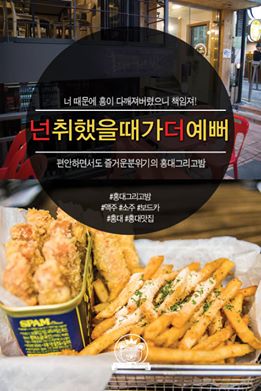 너 때문에 흥이 다깨져버렸으니 책임져!
넌취했을때가더예뻐
편안하면서도 즐거운분위기의 홍대그리고밤
#홍대그리고밤
#맥주 #소주 #보드카
#홍대 #홍대맛집
SPAM